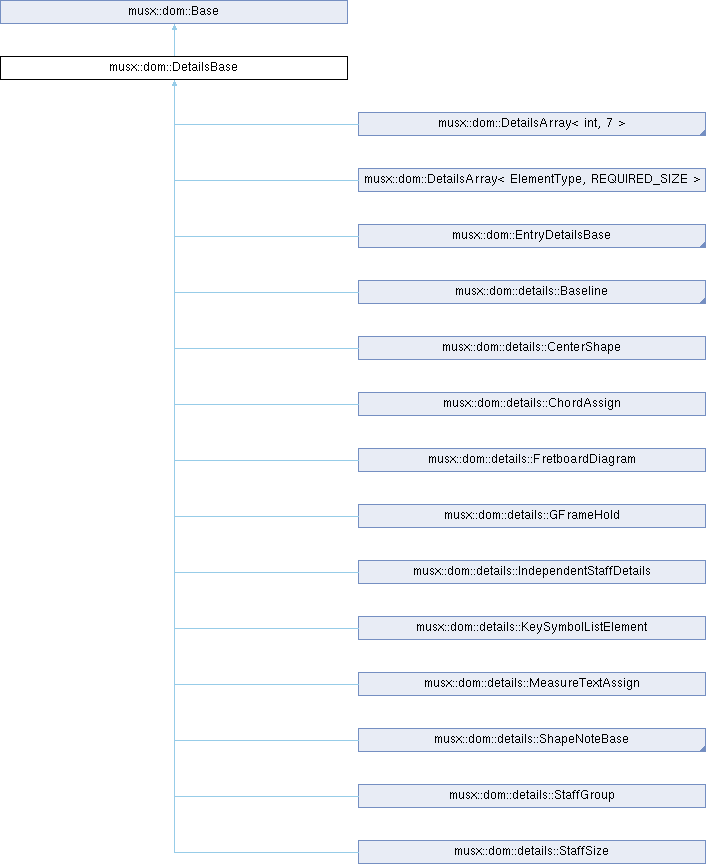 musx::dom::Base
musx::dom::DetailsBase
musx::dom::DetailsArray< int, 7 >
musx::dom::DetailsArray< ElementType, REQUIRED_SIZE >
musx::dom::EntryDetailsBase
musx::dom::details::Baseline
musx::dom::details::CenterShape
musx::dom::details::ChordAssign
musx::dom::details::FretboardDiagram
musx::dom::details::GFrameHold
musx::dom::details::IndependentStaffDetails
musx::dom::details::KeySymbolListElement
musx::dom::details::MeasureTextAssign
musx::dom::details::ShapeNoteBase
musx::dom::details::StaffGroup
musx::dom::details::StaffSize